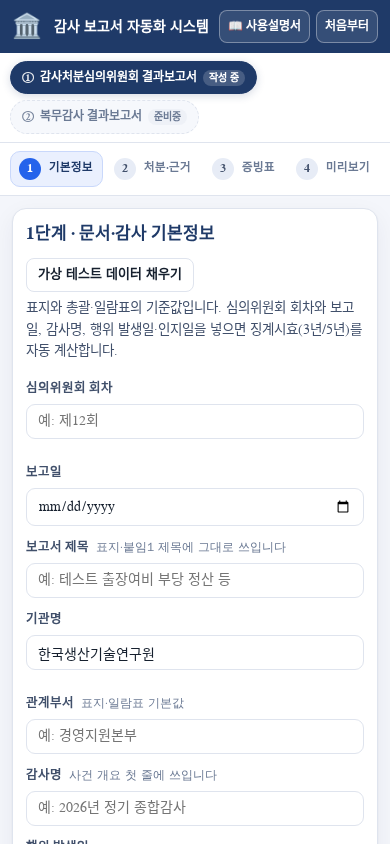 감사 보고서 자동화 시스템
📖 사용설명서
처음부터
① 감사처분심의위원회 결과보고서 작성 중
② 복무감사 결과보고서 준비중
1 기본정보
2 처분·근거
3 증빙표
4 미리보기
1단계 · 문서·감사 기본정보
가상 테스트 데이터 채우기
표지와 총괄·일람표의 기준값입니다. 심의위원회 회차와 보고
일, 감사명, 행위 발생일·인지일을 넣으면 징계시효(3년/5년)를
자동 계산합니다.
심의위원회 회차
예: 제12회
보고일
mm/dd/yyyy
보고서 제목 표지·붙임1 제목에 그대로 쓰입니다
예: 테스트 출장여비 부당 정산 등
기관명
한국생산기술연구원
관계부서 표지·일람표 기본값
예: 경영지원본부
감사명 사건 개요 첫 줄에 쓰입니다
예: 2026년 정기 종합감사